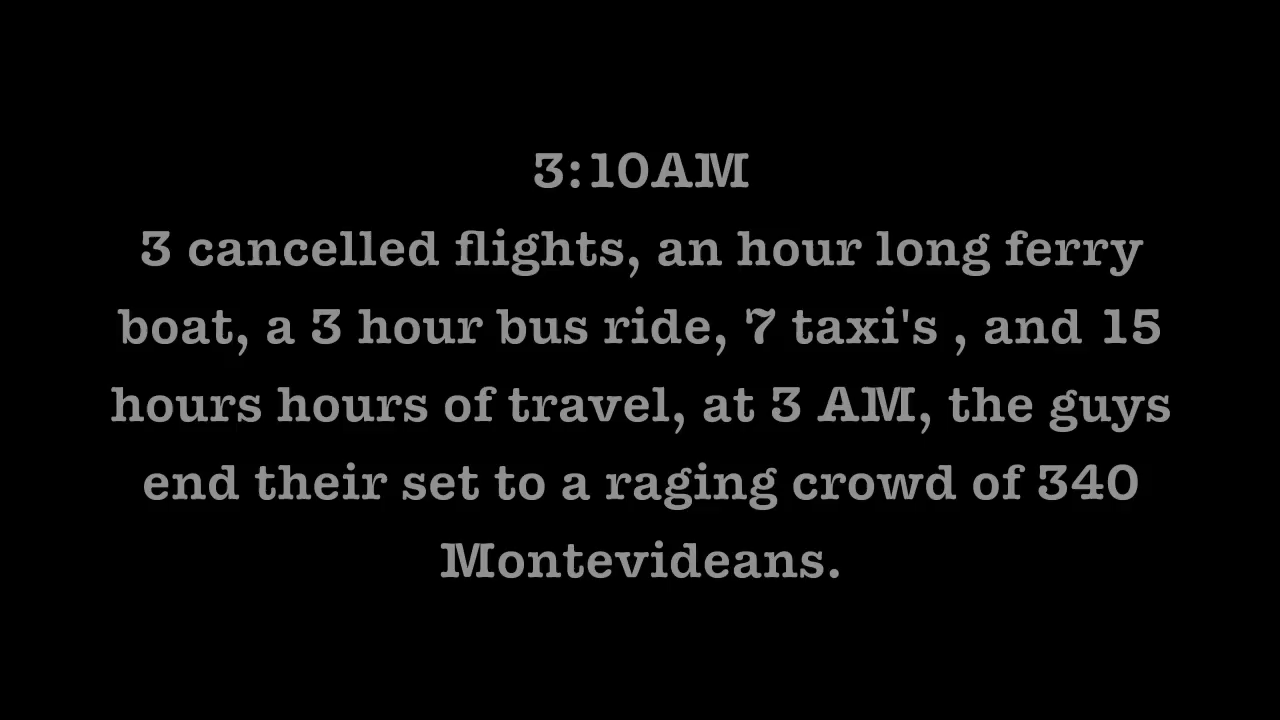 3:10AM
3 cancelled flights, an hour long ferry
boat, a 3 hour bus ride, 7 taxi's , and 15
hours hours of travel, at 3 AM, the guys
end their set to a raging crowd of 340
Montevideans.